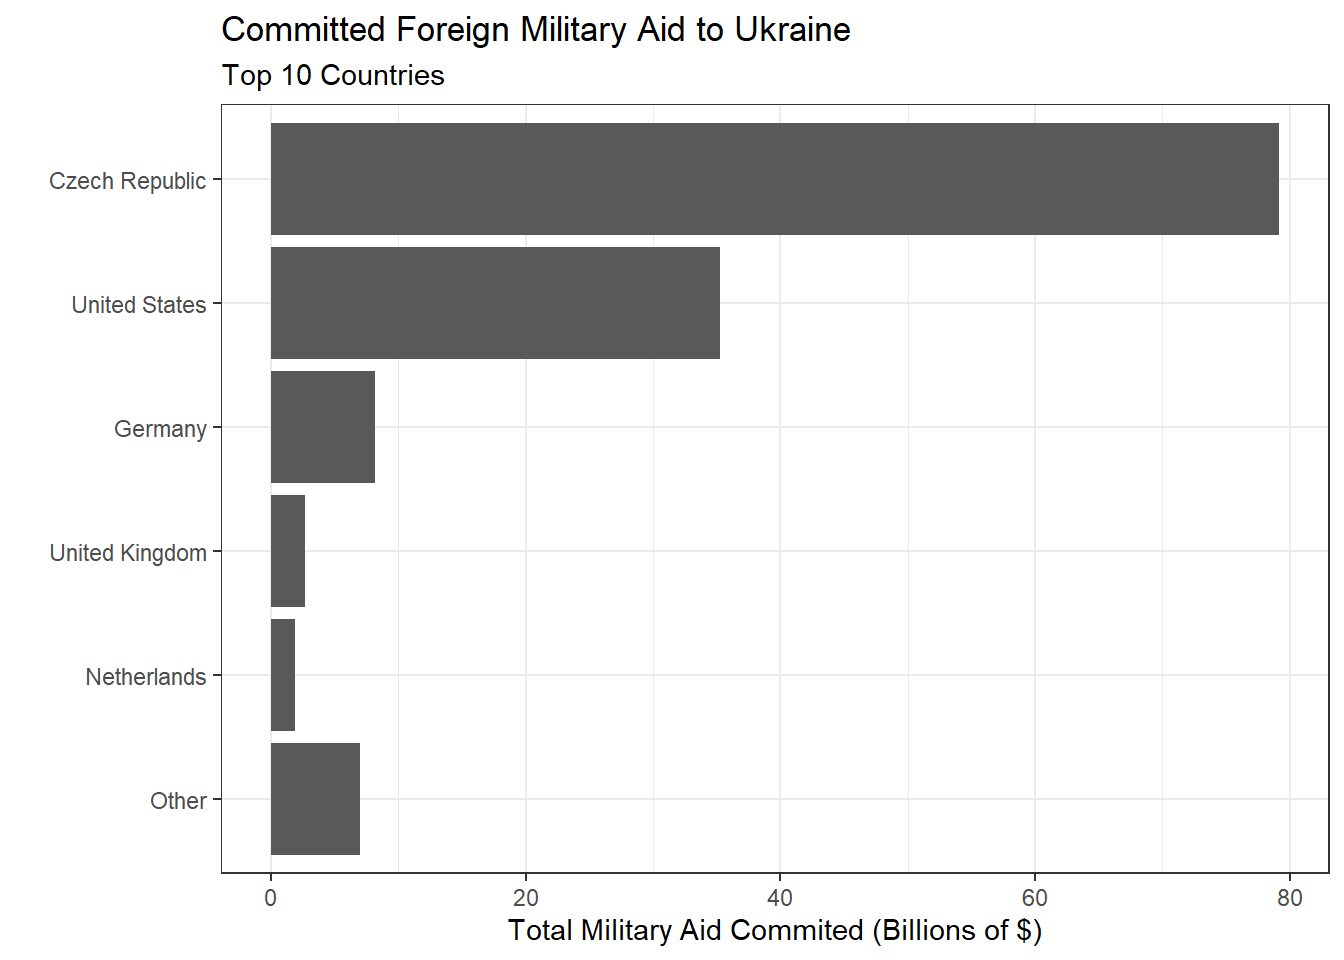 Committed Foreign Military Aid to Ukraine
Top 10 Countries
Czech Republic
United States
Germany
United Kingdom
Netherlands
Other
0 20 40 60 80
Total Military Aid Commited (Billions of $)